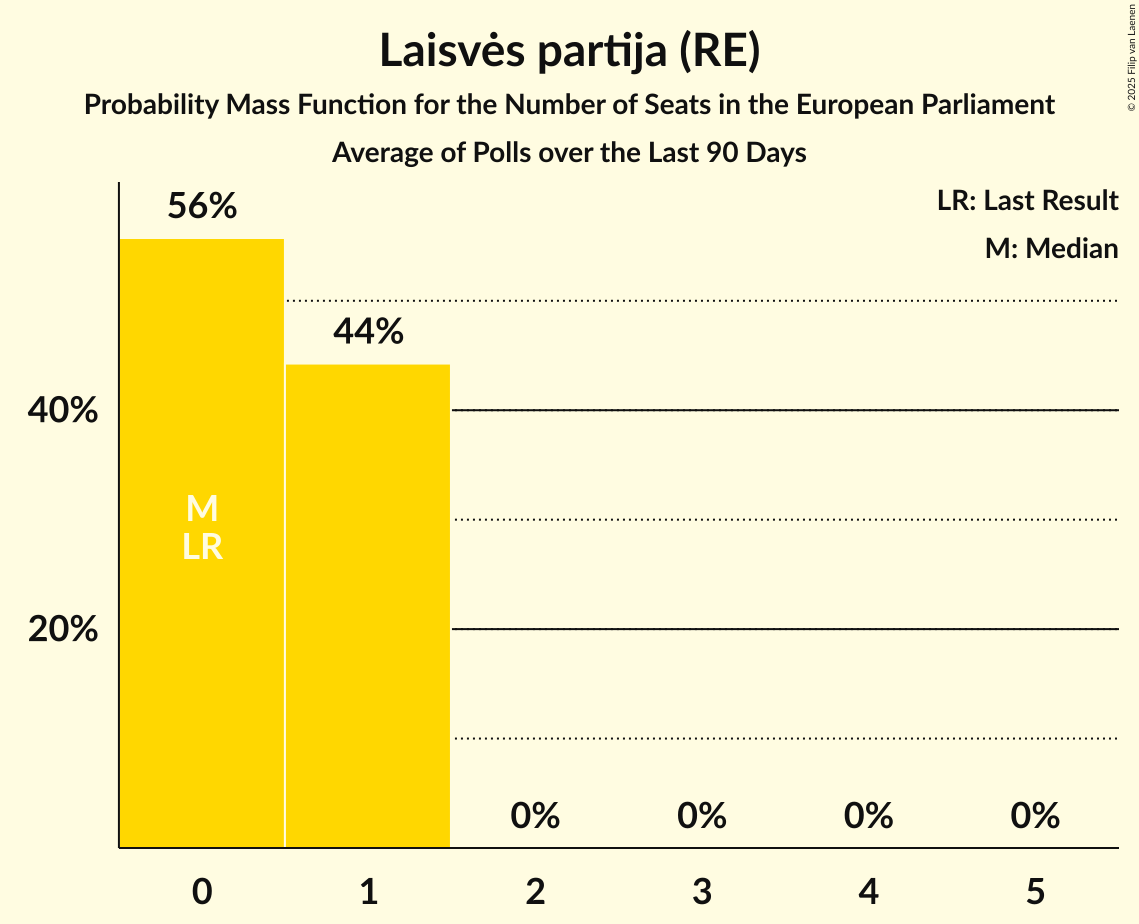 Laisvės partija (RE)
Probability Mass Function for the Number of Seats in the European Parliament
Average of Polls over the Last 90 Days
© 2025 Filip van Laenen
LR: Last Result
M: Median
56%
44%
40%
20%
M
LR
0%
0%
0%
0%
0
1
2
3
4
5